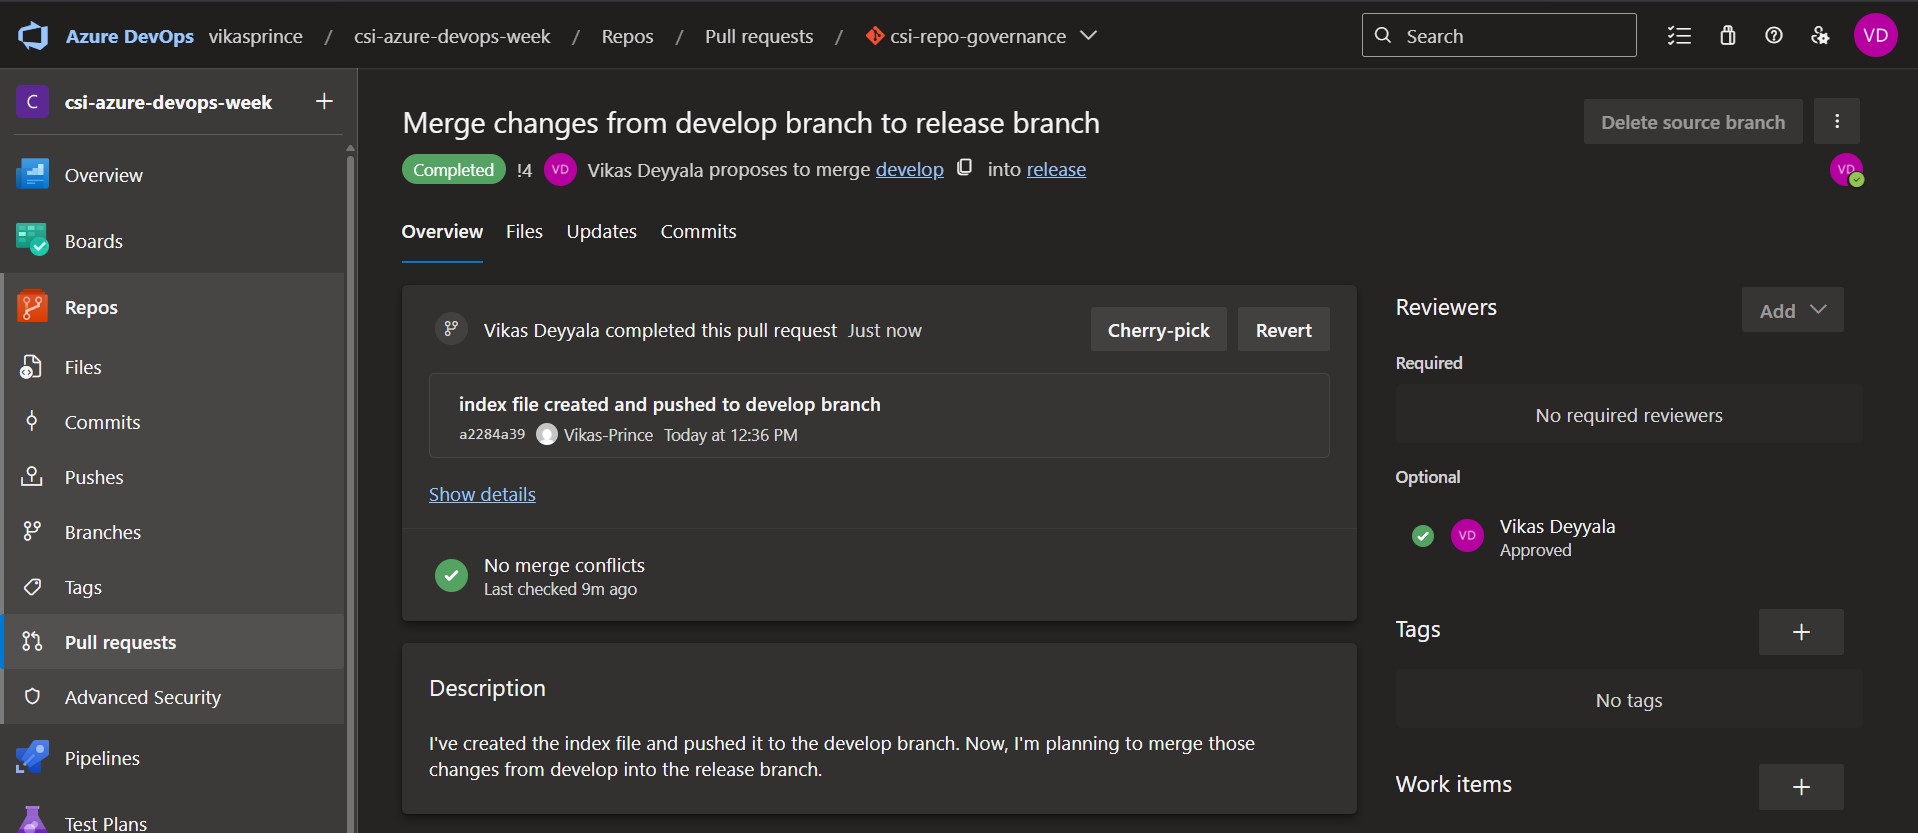 Azure DevOps vikasprince / csi-azure-devops-week / Repos / Pull requests / csi-repo-governance
Search
VD
C csi-azure-devops-week +
Overview
Boards
Repos
Files
Commits
Pushes
Branches
Tags
Pull requests
Advanced Security
Pipelines
Test Plans
Merge changes from develop branch to release branch
Delete source branch
Completed !4 VD Vikas Deyyala proposes to merge develop into release
VD
Overview Files Updates Commits
Vikas Deyyala completed this pull request Just now
Cherry-pick
Revert
index file created and pushed to develop branch
a2284a39 Vikas-Prince Today at 12:36 PM
Show details
No merge conflicts
Last checked 9m ago
Description
I've created the index file and pushed it to the develop branch. Now, I'm planning to merge those
changes from develop into the release branch.
Reviewers
Add
Required
No required reviewers
Optional
VD Vikas Deyyala
Approved
Tags
+
No tags
Work items
+